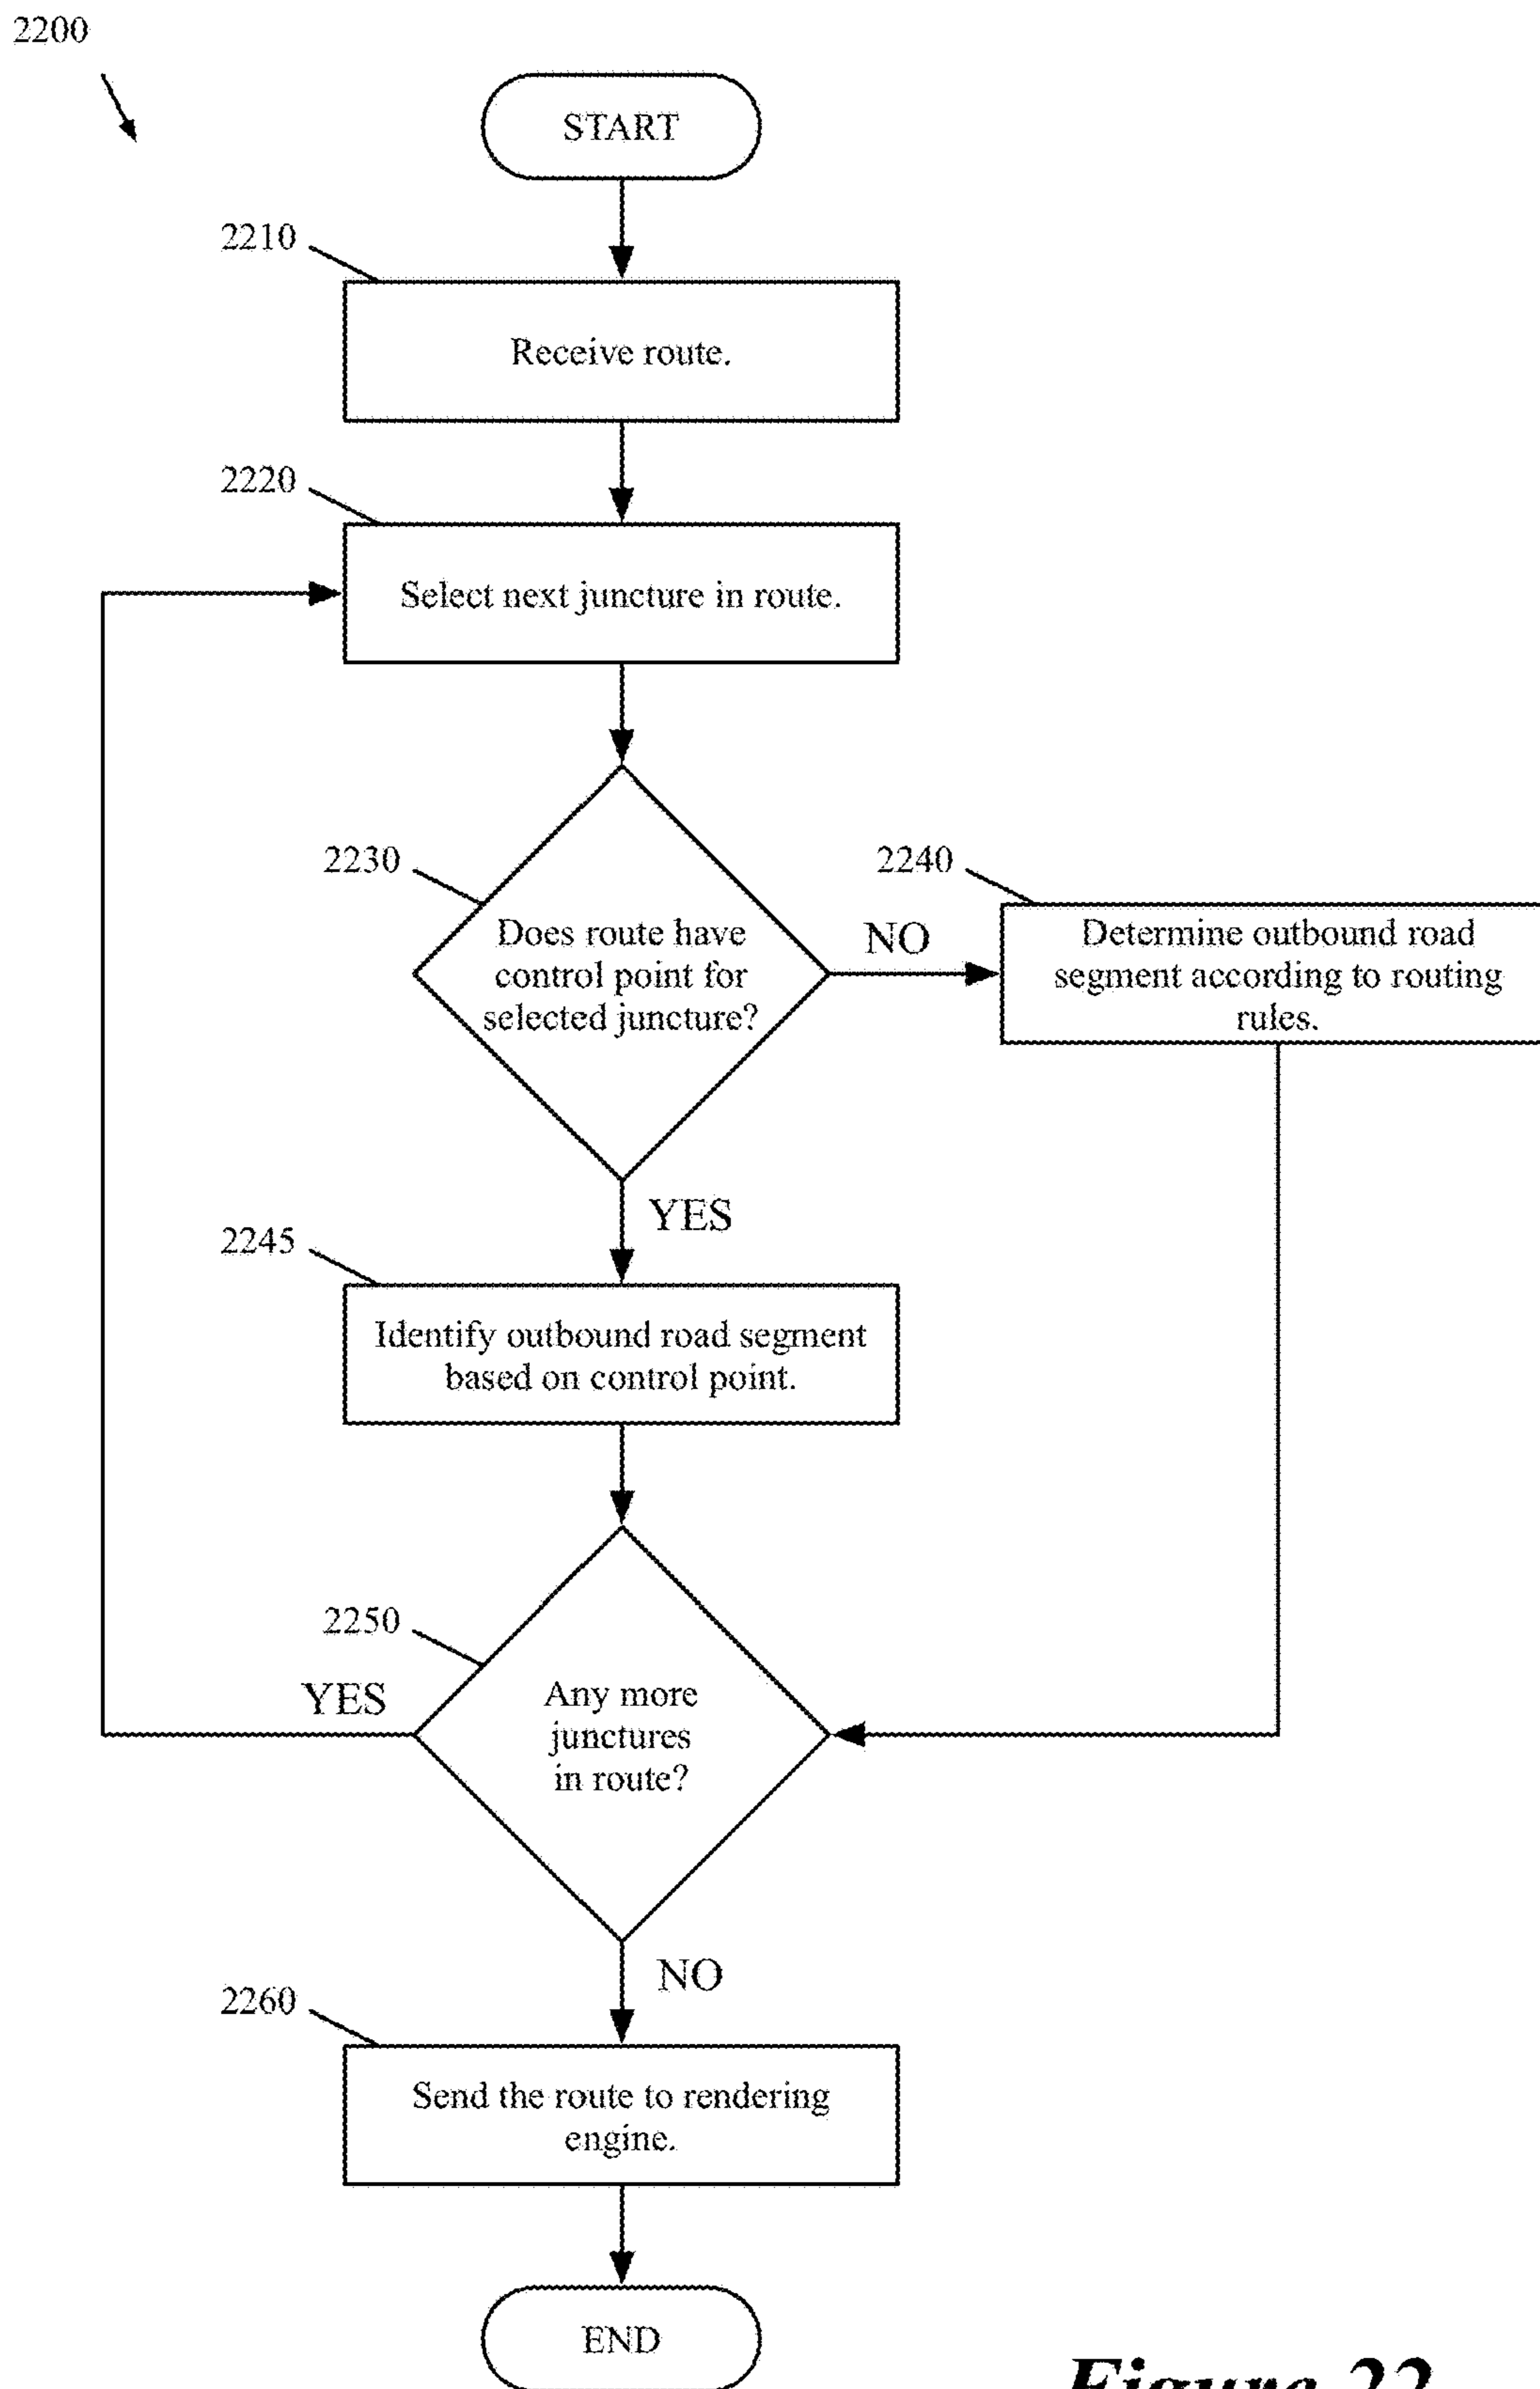 2200
START
2210
Receive route.
2220
Select next juncture in route.
2230
Does route have
control point for
selected juncture?
NO
2240
Determine outbound road
segment according to routing
rules.
YES
2245
Identify outbound road segment
based on control point.
2250
Any more
junctures
in route?
YES
NO
2260
Send the route to rendering
engine.
END
Figure 22